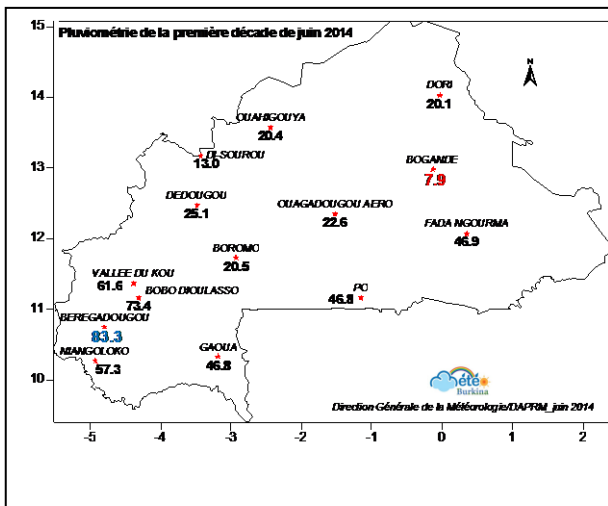 Pluviométrie de la première décade de juin 2014
15
14
13
12
11
10
DORI
20.1
OUAHIGOUYA
20.4
DI-SOUROU
13.0
BOGANDE
7.9
DEDOUGOU
25.1
OUAGADOUGOU AERO
22.6
FADA NGOURMA
46.9
BOROMO
20.5
VALLEE DU KOU
61.6
BOBO DIOULASSO
73.4
PO
46.8
BEREGADOUGOU
83.3
NIANGOLOKO
57.3
GAOUA
46.8
été
Burkina
Direction Générale de la Météorologie/DAPRM_juin 2014
-5 -4 -3 -2 -1 0 1 2